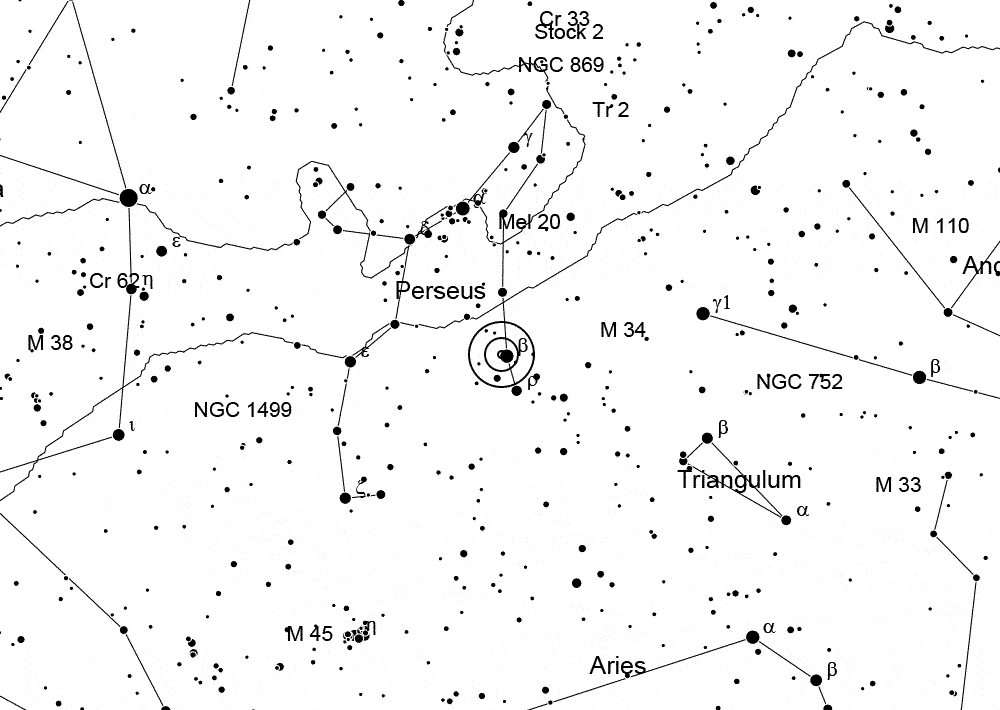 Cr 33
Stock 2
NGC 869
Tr 2
γ
α
α
δ
Mel 20
M 110
And
ε
Cr 62 η
Perseus
γ1
M 38
M 34
β
ε
ρ
β
NGC 752
NGC 1499
ι
β
Triangulum
ζ
M 33
α
M 45 η
α
Aries
β